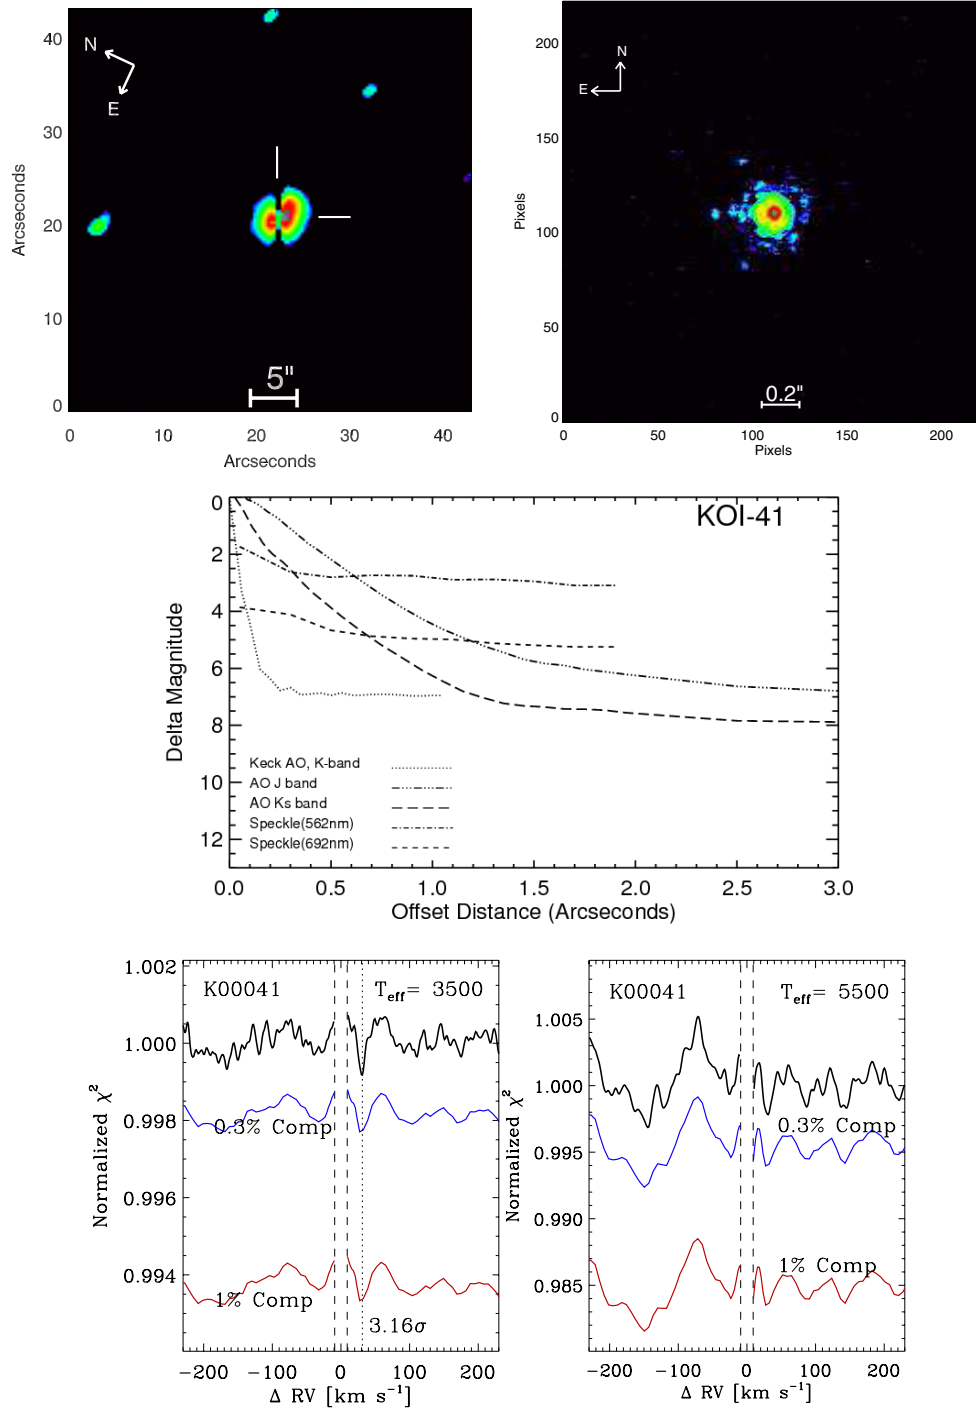 N
E
5"
40
30
20
10
0
Arcseconds
0 10 20 30 40
Arcseconds
N
E
0.2"
200
150
100
50
0
Pixels
0 50 100 150 200
Pixels
KOI-41
0
2
4
6
8
10
12
Delta Magnitude
Keck AO, K-band
AO J band
AO Ks band
Speckle(562nm)
Speckle(692nm)
0.0 0.5 1.0 1.5 2.0 2.5 3.0
Offset Distance (Arcseconds)
K00041 Teff= 3500
1.002
1.000
0.998
0.996
0.994
Normalized χ²
0.3% Comp
1% Comp
3.16σ
-200 -100 0 100 200
Δ RV [km s⁻¹]
K00041 Teff= 5500
1.005
1.000
0.995
0.990
0.985
Normalized χ²
0.3% Comp
1% Comp
-200 -100 0 100 200
Δ RV [km s⁻¹]